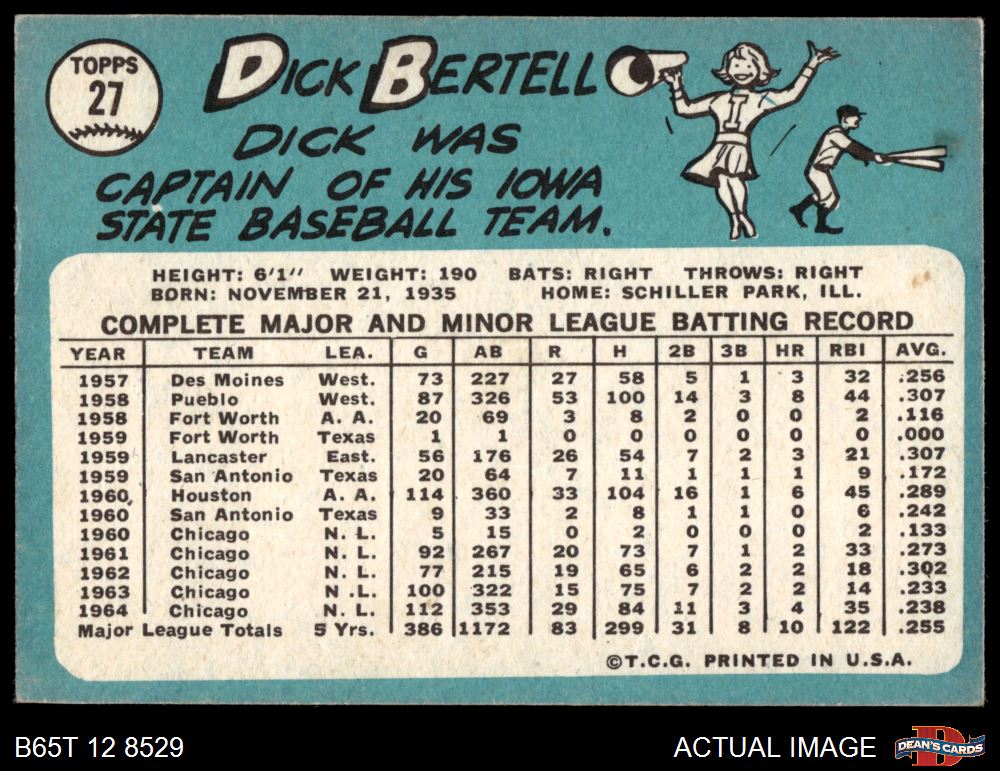 TOPPS
27
DICK BERTELL
DICK WAS
CAPTAIN OF HIS IOWA
STATE BASEBALL TEAM.
I
HEIGHT: 6'1" WEIGHT: 190 BATS: RIGHT THROWS: RIGHT
BORN: NOVEMBER 21, 1935 HOME: SCHILLER PARK, ILL.
COMPLETE MAJOR AND MINOR LEAGUE BATTING RECORD
YEAR TEAM LEA. G AB R H 2B 3B HR RBI AVG.
1957 Des Moines West. 73 227 27 58 5 1 3 32 .256
1958 Pueblo West. 87 326 53 100 14 3 8 44 .307
1958 Fort Worth A. A. 20 69 3 8 2 0 0 2 .116
1959 Fort Worth Texas 1 1 0 0 0 0 0 0 .000
1959 Lancaster East. 56 176 26 54 7 2 3 21 .307
1959 San Antonio Texas 20 64 7 11 1 1 1 9 .172
1960 Houston A. A. 114 360 33 104 16 1 6 45 .289
1960 San Antonio Texas 9 33 2 8 1 1 0 6 .242
1960 Chicago N. L. 5 15 0 2 0 0 0 2 .133
1961 Chicago N. L. 92 267 20 73 7 1 2 33 .273
1962 Chicago N. L. 77 215 19 65 6 2 2 18 .302
1963 Chicago N .L. 100 322 15 75 7 2 2 14 .233
1964 Chicago N. L. 112 353 29 84 11 3 4 35 .238
Major League Totals 5 Yrs. 386 1172 83 299 31 8 10 122 .255
©T.C.G. PRINTED IN U.S.A.
B65T 12 8529 ACTUAL IMAGE D DEAN'S CARDS